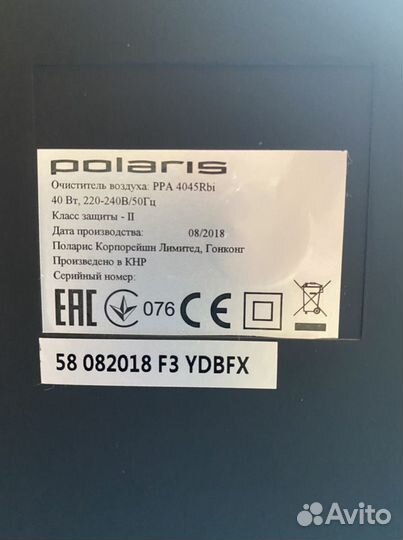 polaris
Очиститель воздуха: PPA 4045Rbi
40 Вт, 220-240В/50Гц
Класс защиты - II
Дата производства: 08/2018
Поларис Корпорейшн Лимитед, Гонконг
Произведено в КНР
Серийный номер:
EAC 076 CE
58 082018 F3 YDBFX
Avito